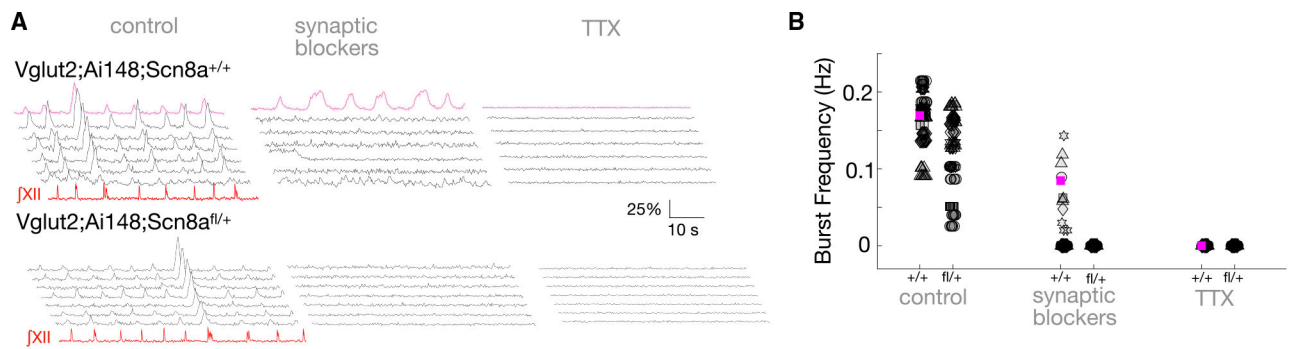 A
control
synaptic
blockers
TTX
Vglut2;Ai148;Scn8a+/+
∫XII
Vglut2;Ai148;Scn8afl/+
25%
10 s
∫XII
B
Burst Frequency (Hz)
0.2
0.1
0
+/+ fl/+ +/+ fl/+ +/+ fl/+
control
synaptic
blockers
TTX